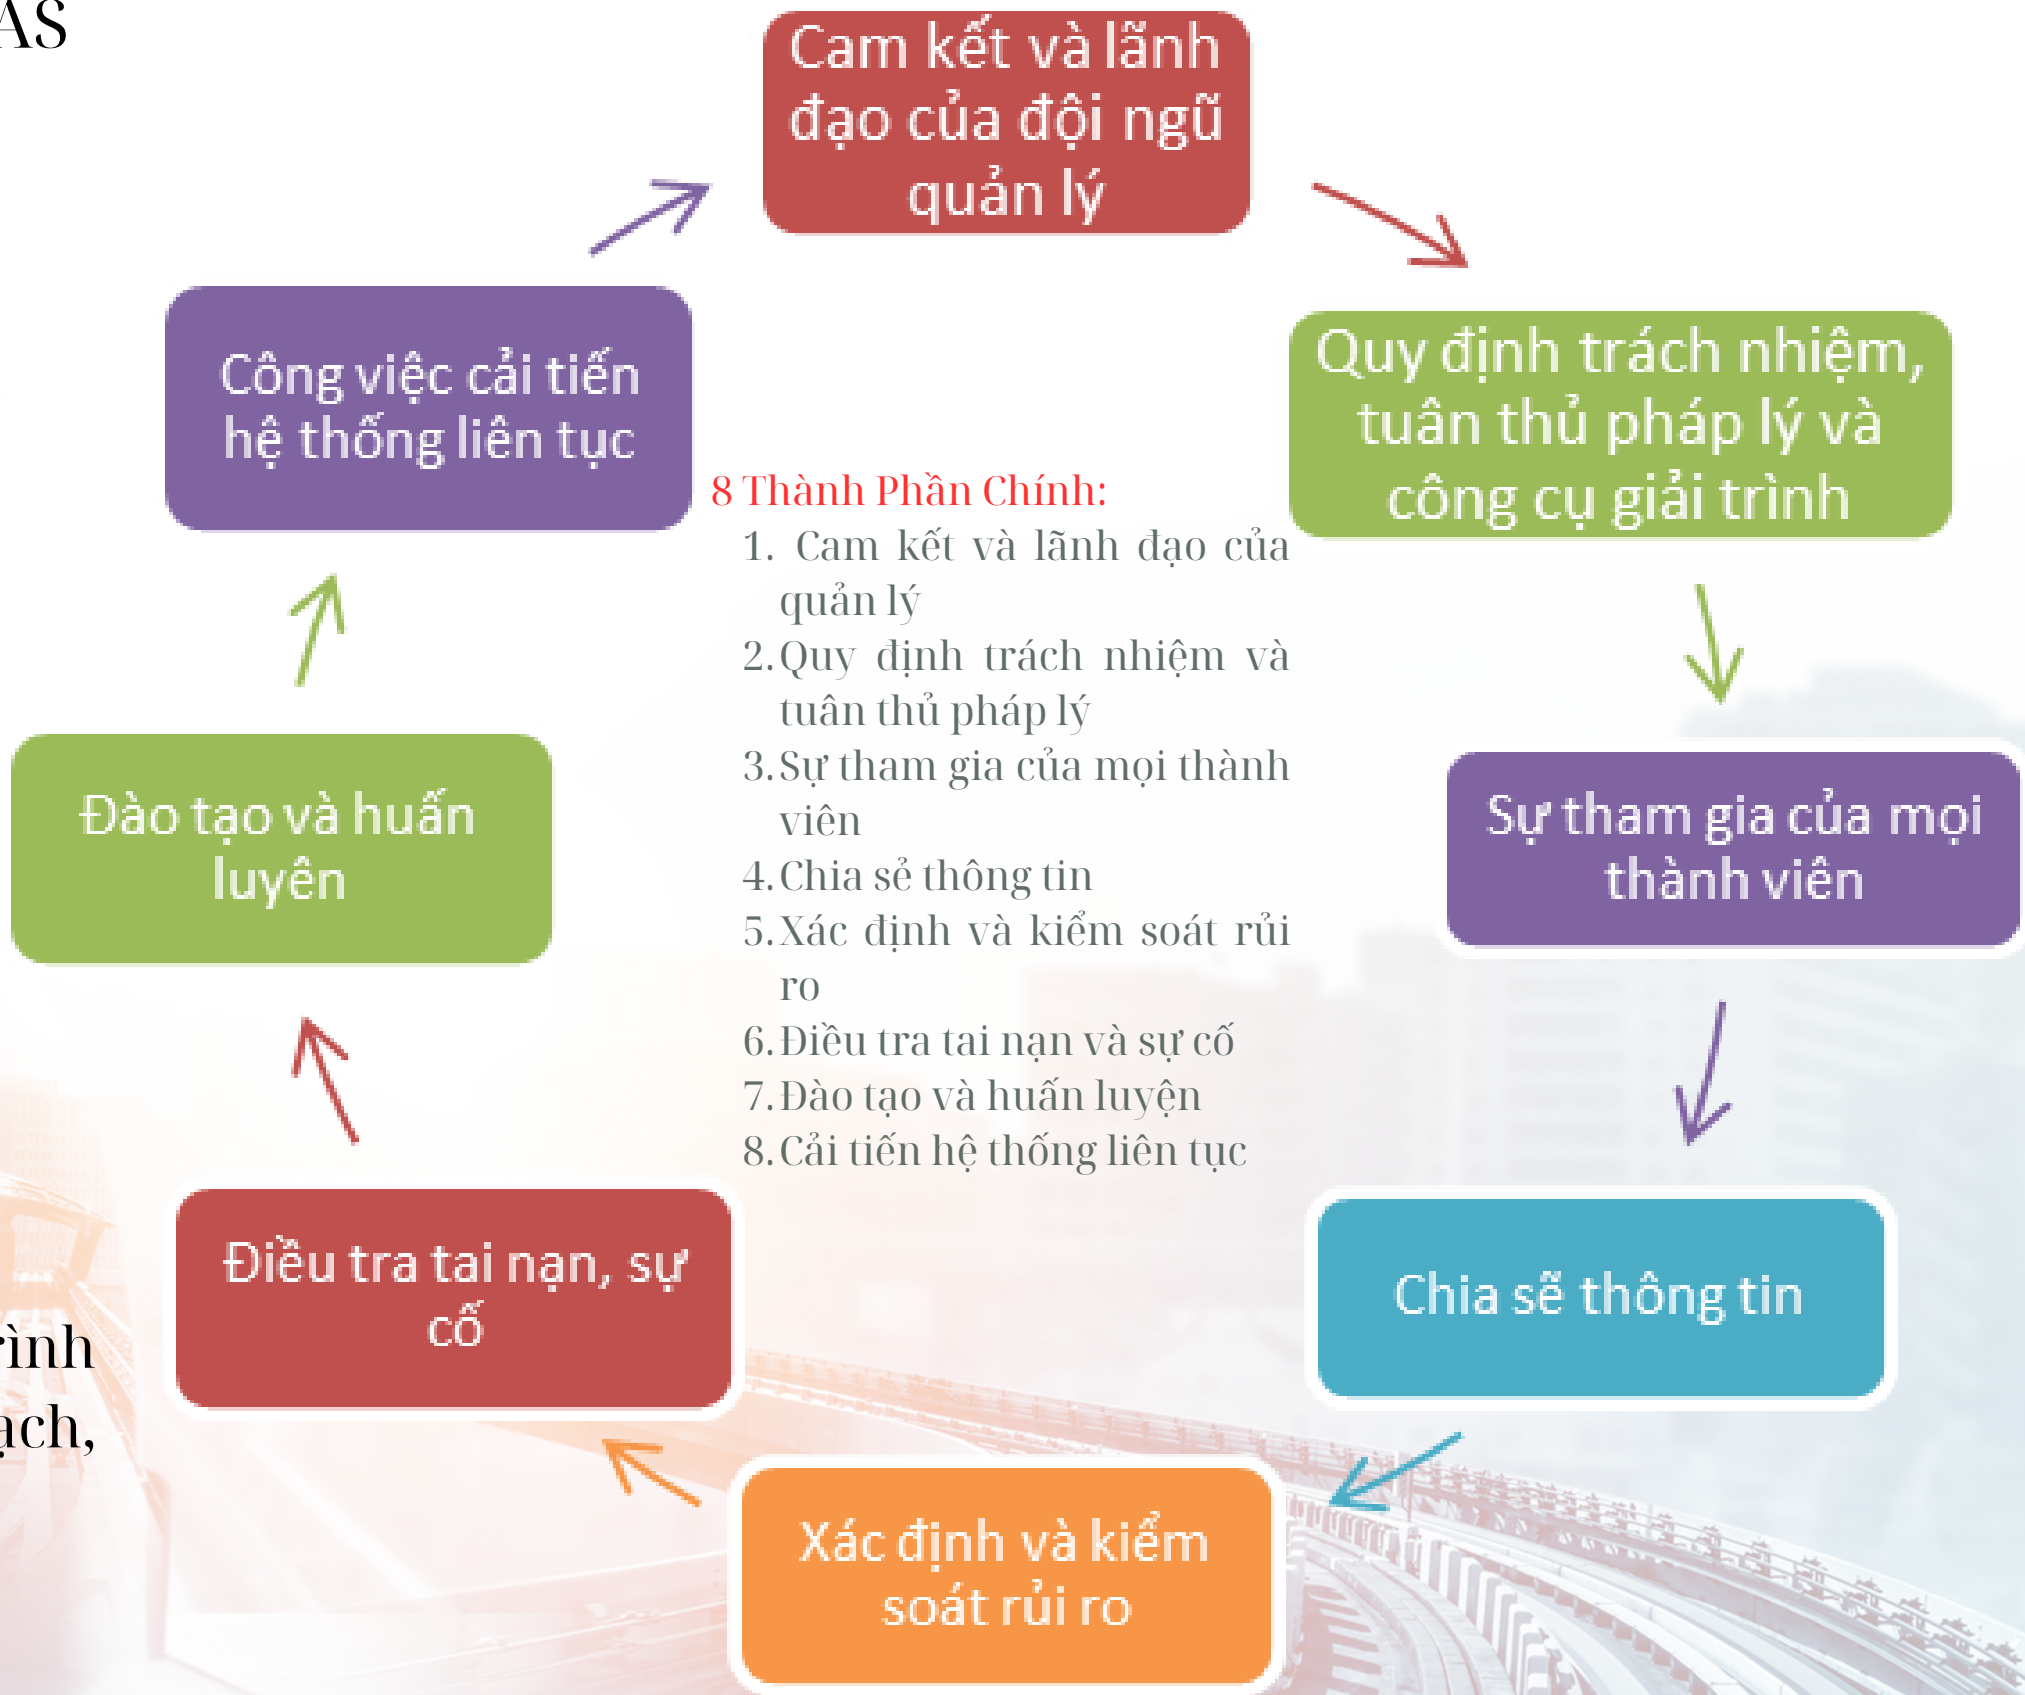 Cam kết và lãnh
đạo của đội ngũ
quản lý
Quy định trách nhiệm,
tuân thủ pháp lý và
công cụ giải trình
Sự tham gia của mọi
thành viên
Chia sẽ thông tin
Xác định và kiểm
soát rủi ro
Điều tra tai nạn, sự
cố
Đào tạo và huấn
luyên
Công việc cải tiến
hệ thống liên tục
8 Thành Phần Chính:
1. Cam kết và lãnh đạo của
quản lý
2. Quy định trách nhiệm và
tuân thủ pháp lý
3. Sự tham gia của mọi thành
viên
4. Chia sẻ thông tin
5. Xác định và kiểm soát rủi
ro
6. Điều tra tai nạn và sự cố
7. Đào tạo và huấn luyện
8. Cải tiến hệ thống liên tục